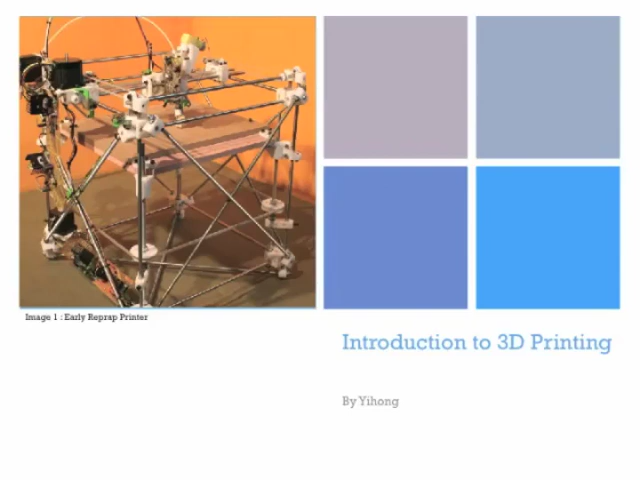 Image 1 : Early Reprap Printer
Introduction to 3D Printing
By Yihong